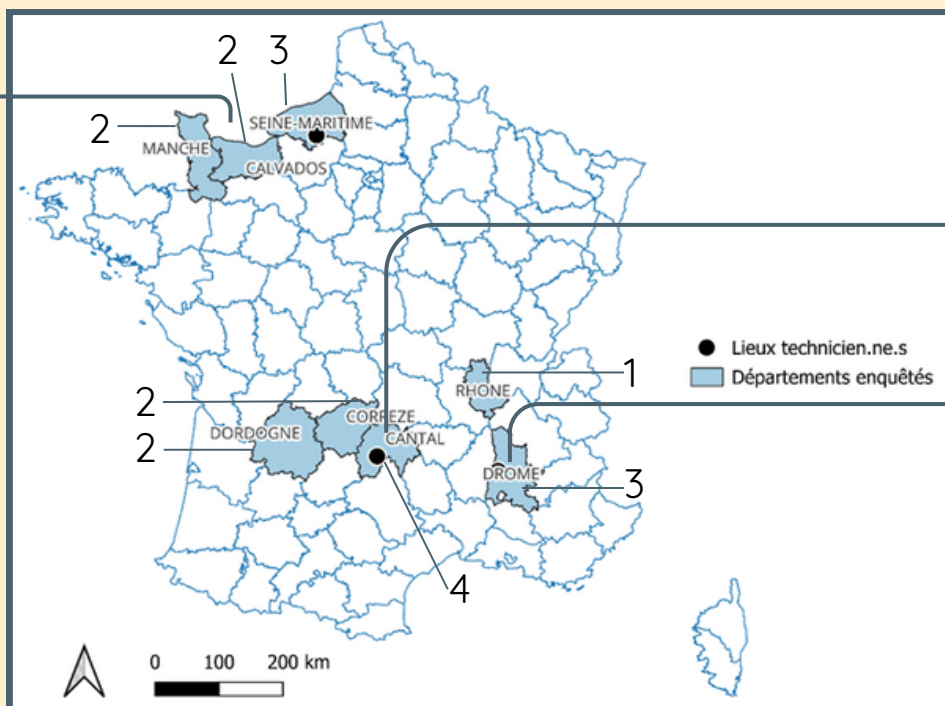 2
3
2
SEINE-MARITIME
MANCHE
CALVADOS
Lieux technicien.ne.s
Départements enquêtés
1
RHONE
2
CORREZE
DORDOGNE
CANTAL
2
DROME
3
4
0 100 200 km